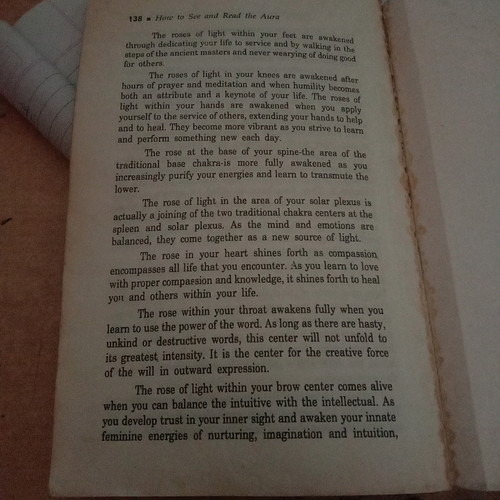 138 ■ How to See and Read the Aura
The roses of light within your feet are awakened
through dedicating your life to service and by walking in the
steps of the ancient masters and never wearying of doing good
for others.
The roses of light in your knees are awakened after
hours of prayer and meditation and when humility becomes
both an attribute and a keynote of your life. The roses of
light within your hands are awakened when you apply
yourself to the service of others, extending your hands to help
and to heal. They become more vibrant as you strive to learn
and perform something new each day.
The rose at the base of your spine-the area of the
traditional base chakra-is more fully awakened as you
increasingly purify your energies and learn to transmute the
lower.
The rose of light in the area of your solar plexus is
actually a joining of the two traditional chakra centers at the
spleen and solar plexus. As the mind and emotions are
balanced, they come together as a new source of light.
The rose in your heart shines forth as compassion
encompasses all life that you encounter. As you learn to love
with proper compassion and knowledge, it shines forth to heal
you and others within your life.
The rose within your throat awakens fully when you
learn to use the power of the word. As long as there are hasty,
unkind or destructive words, this center will not unfold to
its greatest intensity. It is the center for the creative force
of the will in outward expression.
The rose of light within your brow center comes alive
when you can balance the intuitive with the intellectual. As
you develop trust in your inner sight and awaken your innate
feminine energies of nurturing, imagination and intuition,